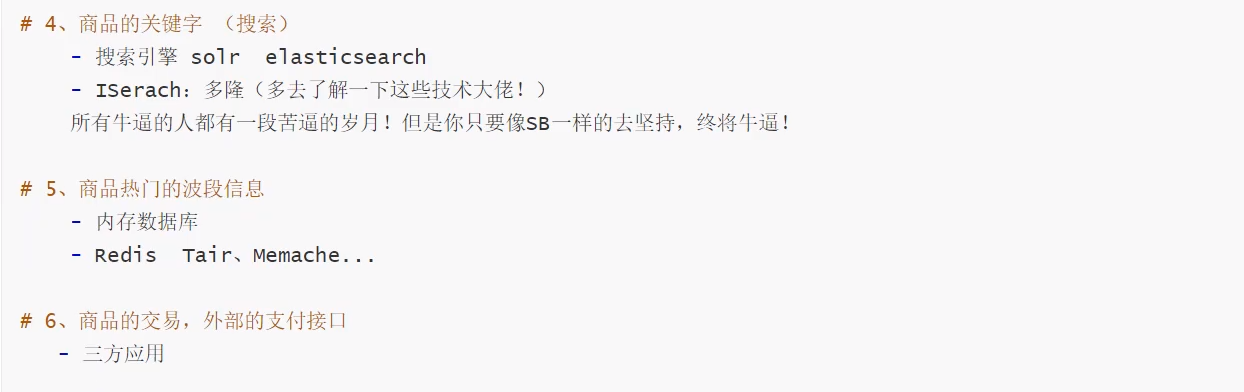 # 4、商品的关键字 （搜索）
- 搜索引擎 solr elasticsearch
- ISerach：多隆（多去了解一下这些技术大佬！）
所有牛逼的人都有一段苦逼的岁月！但是你只要像SB一样的去坚持，终将牛逼！
# 5、商品热门的波段信息
- 内存数据库
- Redis Tair、Memache...
# 6、商品的交易，外部的支付接口
- 三方应用